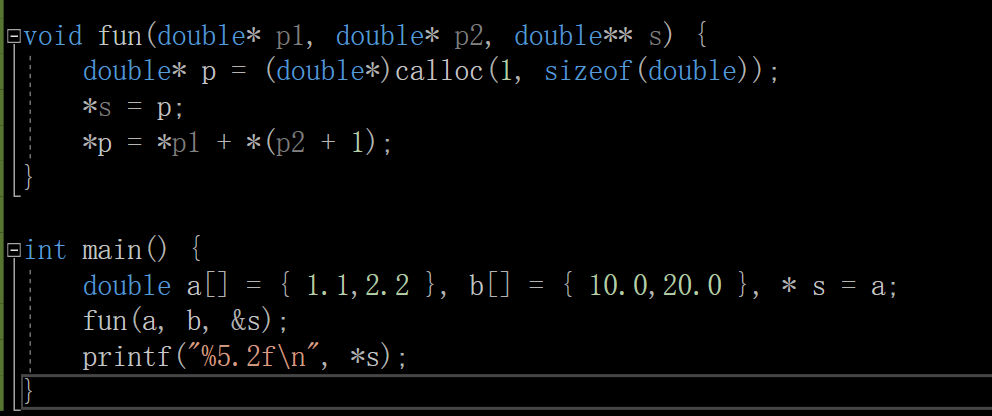 void fun(double* p1, double* p2, double** s) {
    double* p = (double*)calloc(1, sizeof(double));
    *s = p;
    *p = *p1 + *(p2 + 1);
}
int main() {
    double a[] = { 1.1,2.2 }, b[] = { 10.0,20.0 }, * s = a;
    fun(a, b, &s);
    printf("%5.2f\n", *s);
}